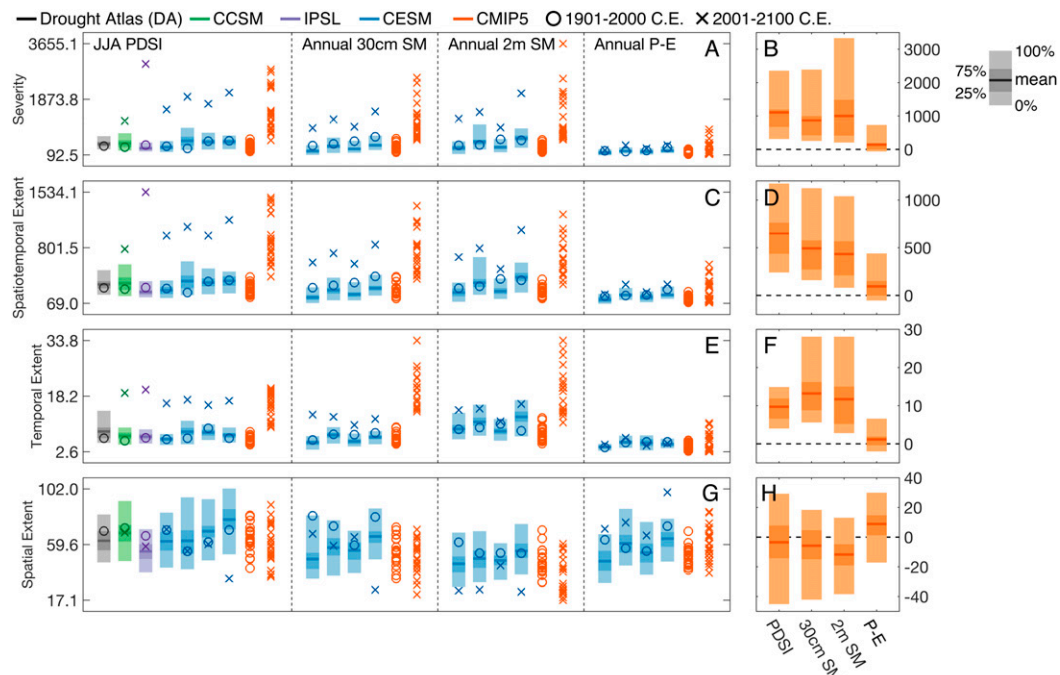 Drought Atlas (DA) CCSM IPSL CESM CMIP5 1901-2000 C.E. 2001-2100 C.E.
JJA PDSI Annual 30cm SM Annual 2m SM Annual P-E A B
Severity
3655.1
1873.8
92.5
3000
2000
1000
0
100%
75% mean
25%
0%
Spatiotemporal Extent
1534.1
801.5
69.0
C D
1000
500
0
Temporal Extent
33.8
18.2
2.6
E F
30
20
10
0
Spatial Extent
102.0
59.6
17.1
G H
40
20
0
-20
-40
PDSI
30cm SM
2m SM
P-E